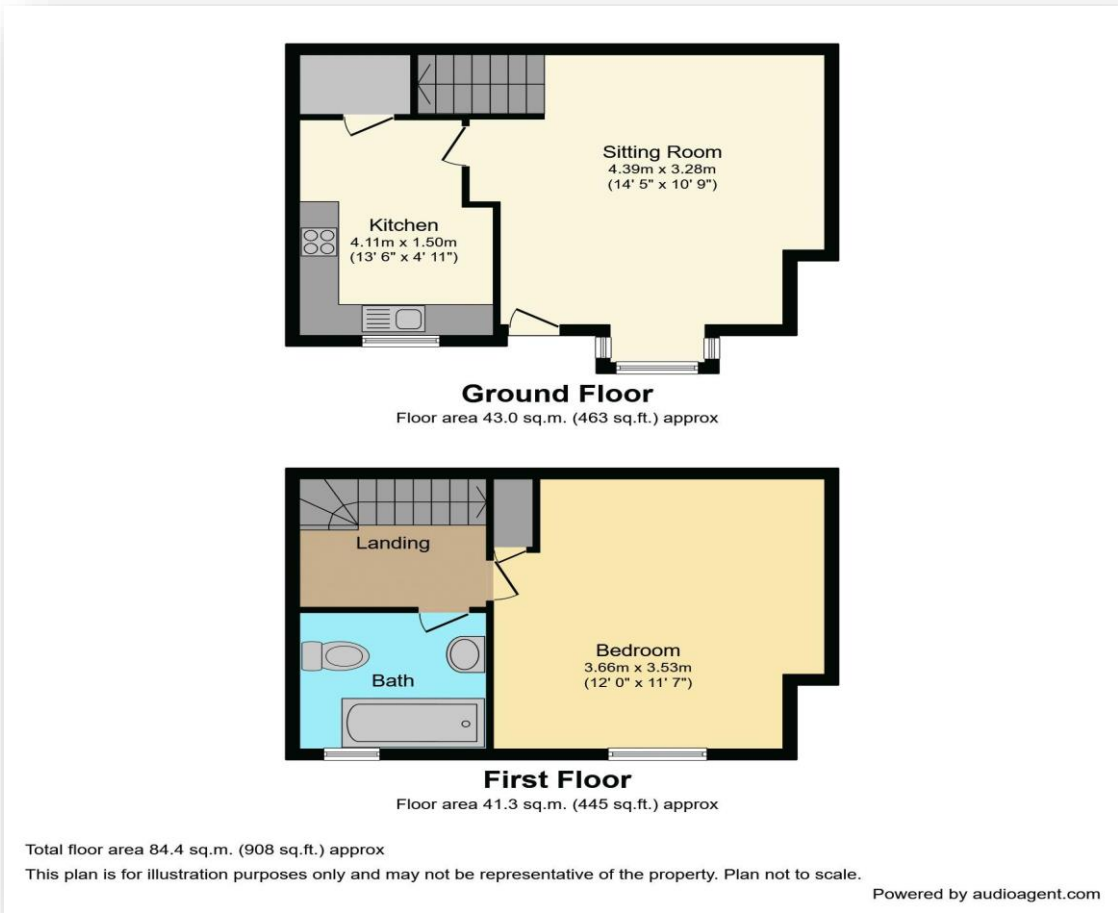 Sitting Room
4.39m x 3.28m
(14' 5" x 10' 9")
Kitchen
4.11m x 1.50m
(13' 6" x 4' 11")
Ground Floor
Floor area 43.0 sq.m. (463 sq.ft.) approx
Landing
Bedroom
3.66m x 3.53m
(12' 0" x 11' 7")
Bath
First Floor
Floor area 41.3 sq.m. (445 sq.ft.) approx
Total floor area 84.4 sq.m. (908 sq.ft.) approx
This plan is for illustration purposes only and may not be representative of the property. Plan not to scale.
Powered by audioagent.com